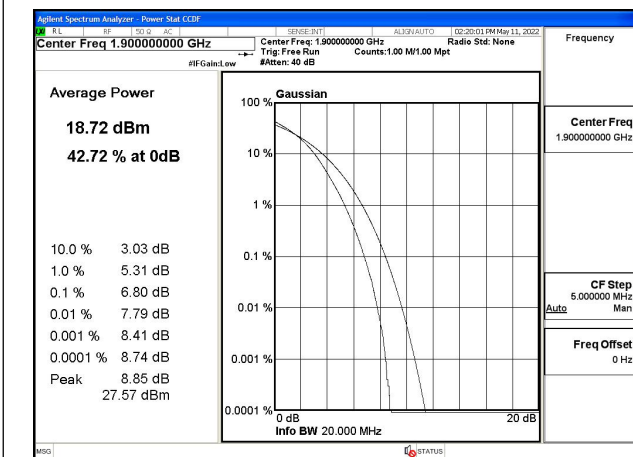 Agilent Spectrum Analyzer - Power Stat CCDF
RL RF 50 Ω AC SENSE:INT ALIGN AUTO 02:20:01 PM May 11, 2022
Center Freq 1.900000000 GHz
Center Freq: 1.900000000 GHz Radio Std: None
Trig: Free Run Counts:1.00 M/1.00 Mpt
#IFGain:Low #Atten: 40 dB
Frequency
Average Power
18.72 dBm
42.72 % at 0dB
10.0 % 3.03 dB
1.0 % 5.31 dB
0.1 % 6.80 dB
0.01 % 7.79 dB
0.001 % 8.41 dB
0.0001 % 8.74 dB
Peak 8.85 dB
27.57 dBm
Gaussian
100 %
10 %
1 %
0.1 %
0.01 %
0.001 %
0.0001 %
0 dB 20 dB
Info BW 20.000 MHz
Center Freq
1.900000000 GHz
CF Step
5.000000 MHz
Auto Man
Freq Offset
0 Hz
MSG STATUS